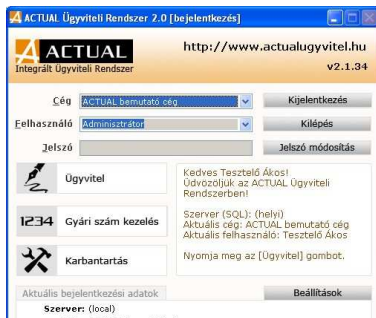 ACTUAL Ügyviteli Rendszer 2.0 [bejelentkezés]
ACTUAL
Integrált Ügyviteli Rendszer
http://www.actualugyvitel.hu
v2.1.34
Cég ACTUAL bemutató cég Kijelentkezés
Felhasználó Adminisztrátor Kilépés
Jelszó Jelszó módosítás
Ügyvitel
1234 Gyári szám kezelés
Karbantartás
Kedves Tesztelő Ákos!
Üdvözöljük az ACTUAL Ügyviteli
Rendszerben!
Szerver (SQL): (helyi)
Aktuális cég: ACTUAL bemutató cég
Aktuális felhasználó: Tesztelő Ákos
Nyomja meg az [Ügyvitel] gombot.
Aktuális bejelentkezési adatok Beállítások
Szerver: (local)